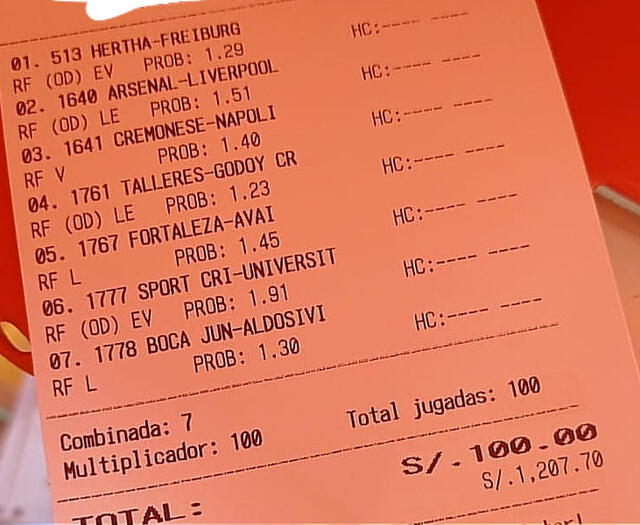 01. 513 HERTHA-FREIBURG HC:---- ----
RF (OD) EV PROB: 1.29
02. 1640 ARSENAL-LIVERPOOL HC:---- ----
RF (OD) LE PROB: 1.51
03. 1641 CREMONESE-NAPOLI HC:---- ----
RF V PROB: 1.40
04. 1761 TALLERES-GODOY CR HC:---- ----
RF (OD) LE PROB: 1.23
05. 1767 FORTALEZA-AVAI HC:---- ----
RF L PROB: 1.45
06. 1777 SPORT CRI-UNIVERSIT HC:---- ----
RF (OD) EV PROB: 1.91
07. 1778 BOCA JUN-ALDOSIVI HC:---- ----
RF L PROB: 1.30
Combinada: 7 Total jugadas: 100
Multiplicador: 100
TOTAL: S/.100.00
S/.1,207.70